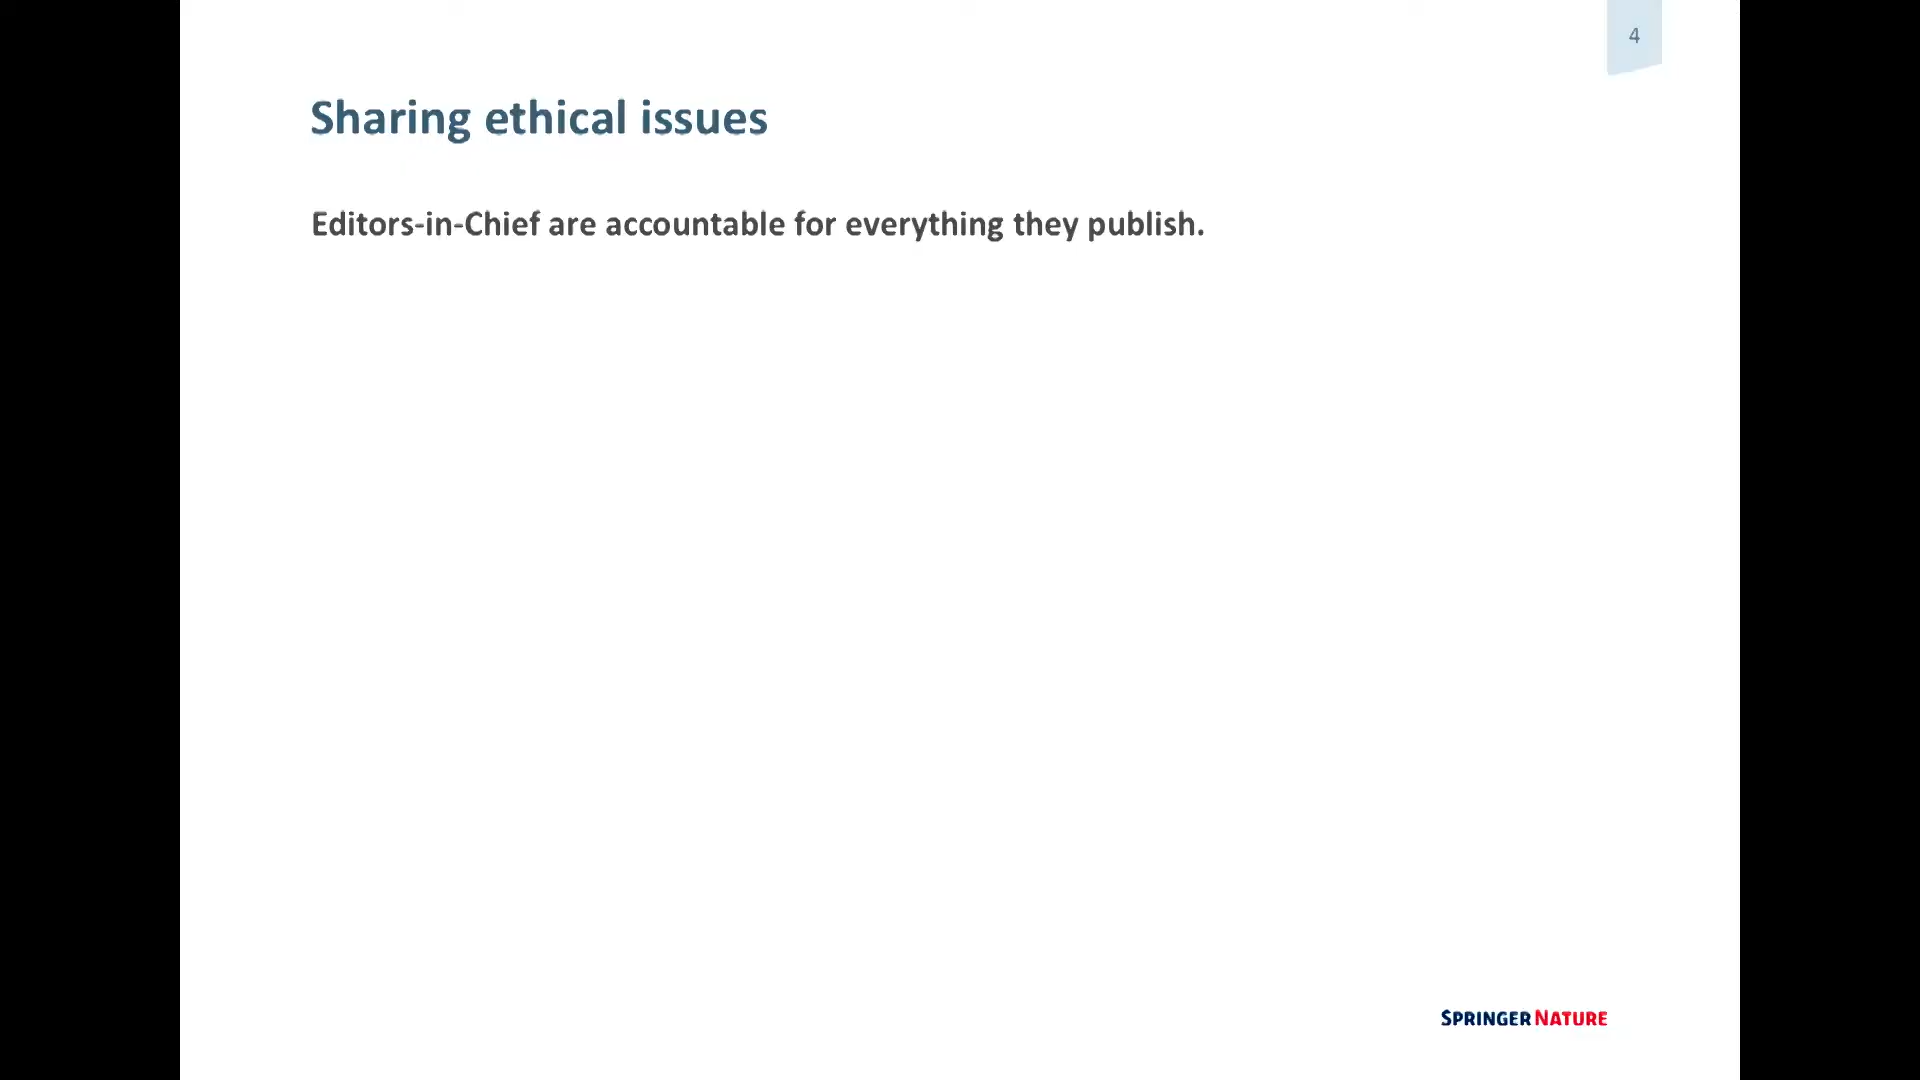 4
Sharing ethical issues
Editors-in-Chief are accountable for everything they publish.
SPRINGER NATURE